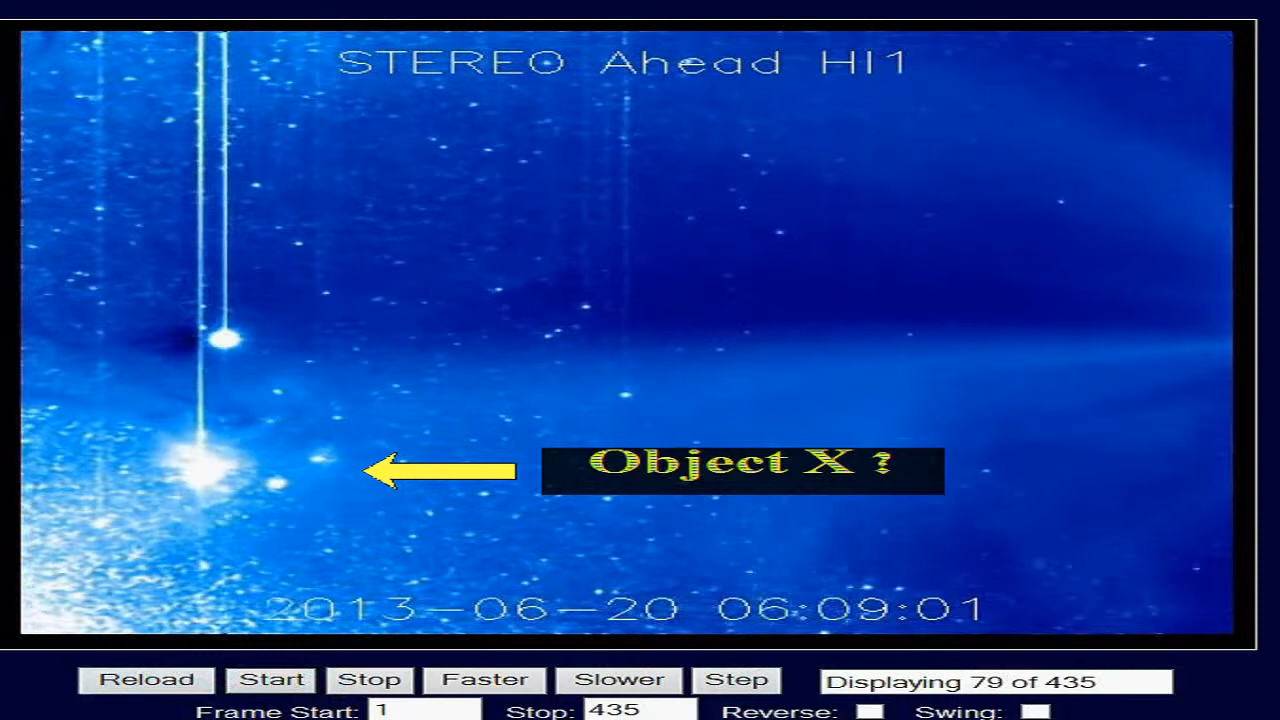 STEREO Ahead HI1
Object X ?
2013-06-20 06:09:01
Reload Start Stop Faster Slower Step Displaying 79 of 435
Frame Start: 1 Stop: 435 Reverse: Swing: